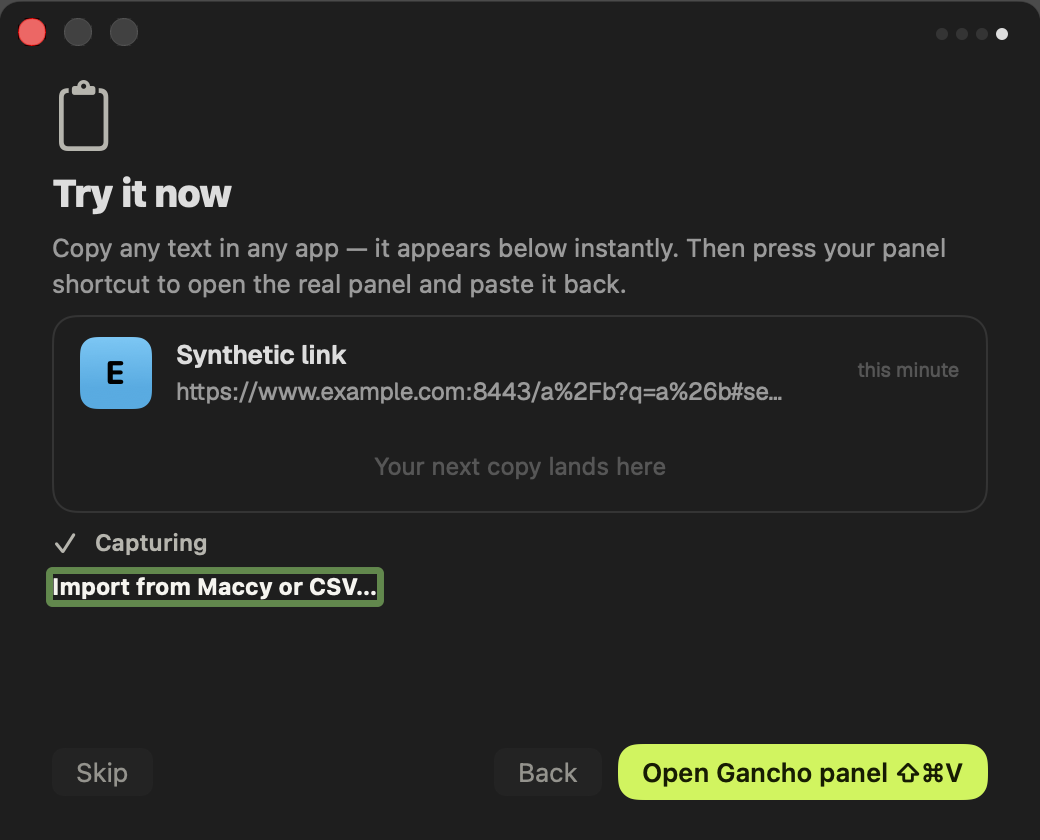 Try it now
Copy any text in any app — it appears below instantly. Then press your panel
shortcut to open the real panel and paste it back.
E
Synthetic link
this minute
https://www.example.com:8443/a%2Fb?q=a%26b#se…
Your next copy lands here
Capturing
Import from Maccy or CSV…
Skip
Back
Open Gancho panel ⇧⌘V